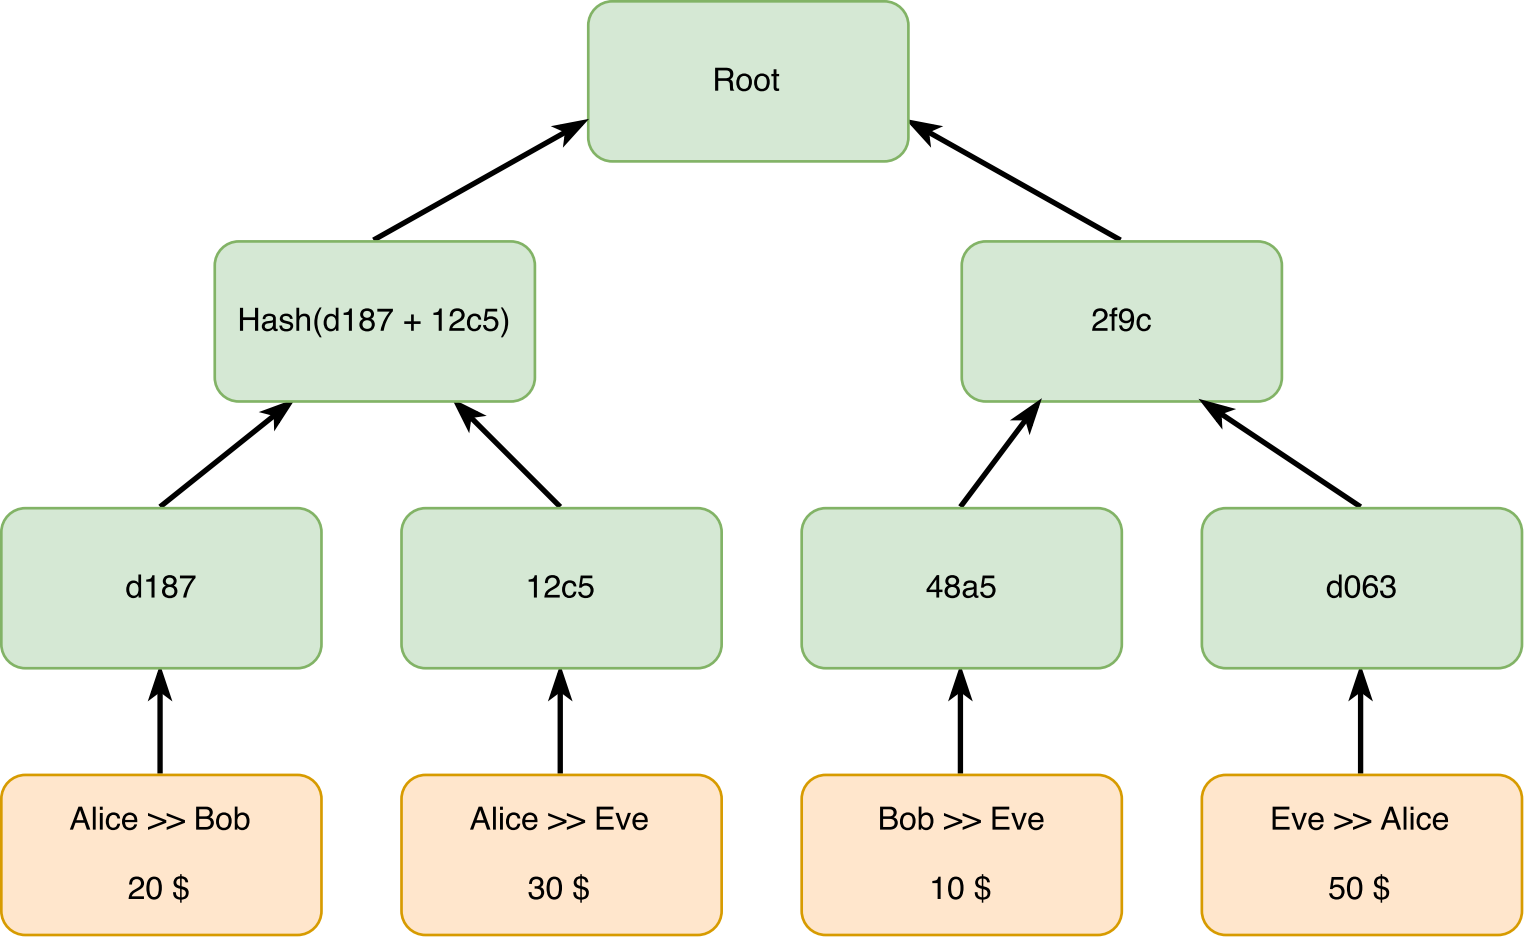 Root
Hash(d187 + 12c5)
2f9c
d187
12c5
48a5
d063
Alice >> Bob
20 $
Alice >> Eve
30 $
Bob >> Eve
10 $
Eve >> Alice
50 $